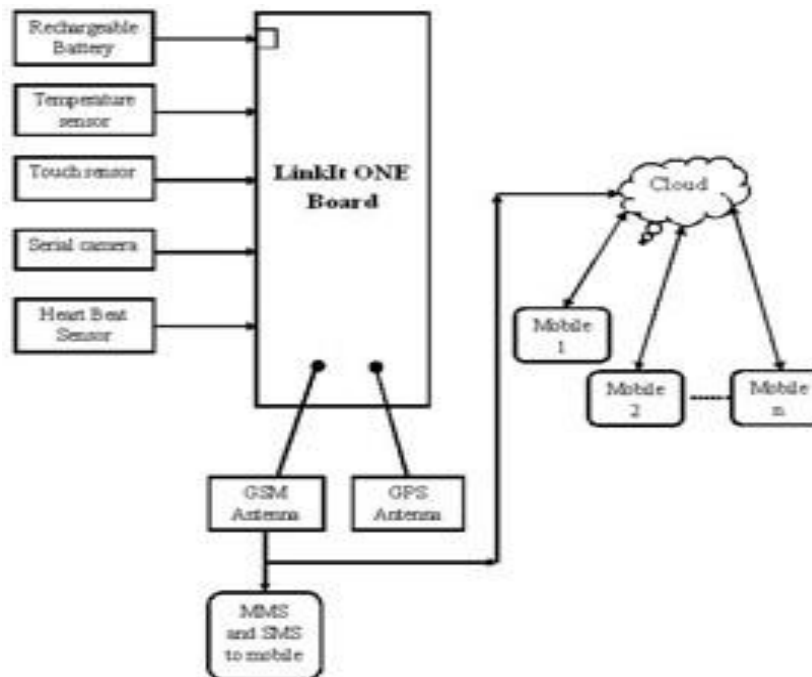 Rechargeable
Battery
Temperature
sensor
Touch sensor
Serial camera
Heart Beat
Sensor
LinkIt ONE
Board
GSM
Antenna
GPS
Antenna
MMS
and SMS
to mobile
Cloud
Mobile
1
Mobile
2
Mobile
n